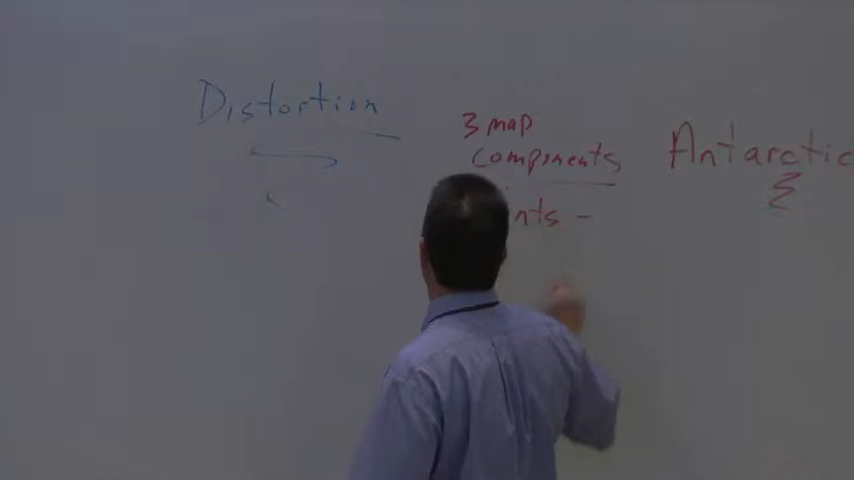 Distortion
3 map
components
nts -
Antarctic